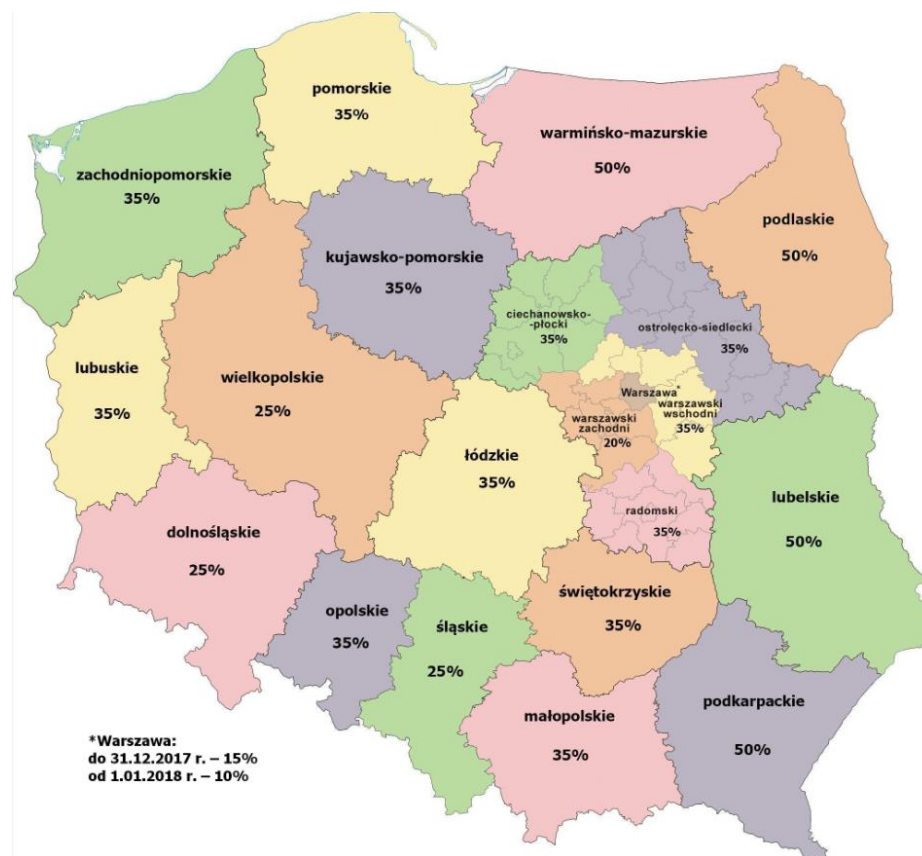 pomorskie
35%
warmińsko-mazurskie
50%
zachodniopomorskie
35%
podlaskie
50%
kujawsko-pomorskie
35%
ciechanowsko-
-płocki
35%
ostrołęcko-siedlecki
35%
lubuskie
35%
wielkopolskie
25%
Warszawa*
warszawski
wschodni
35%
warszawski
zachodni
20%
łódzkie
35%
lubelskie
50%
radomski
35%
dolnośląskie
25%
opolskie
35%
śląskie
25%
świętokrzyskie
35%
małopolskie
35%
podkarpackie
50%
*Warszawa:
do 31.12.2017 r. – 15%
od 1.01.2018 r. – 10%